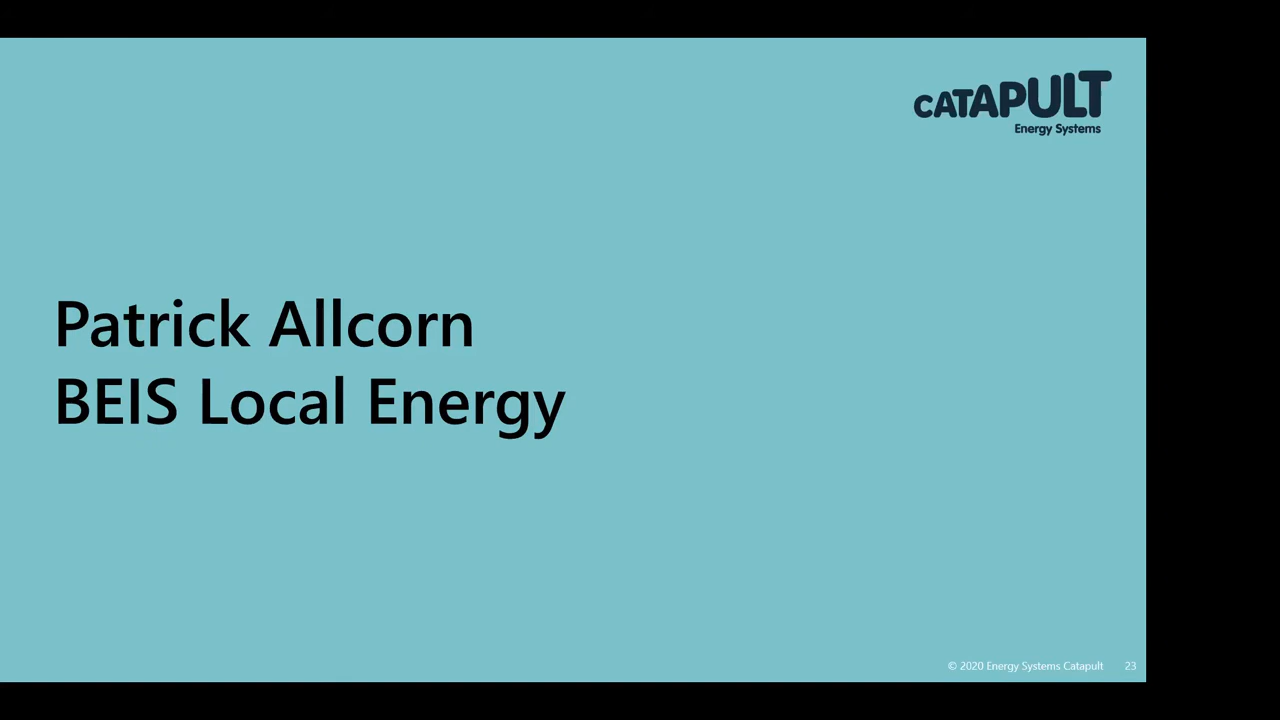 CATAPULT
Energy Systems
Patrick Allcorn
BEIS Local Energy
© 2020 Energy Systems Catapult 23